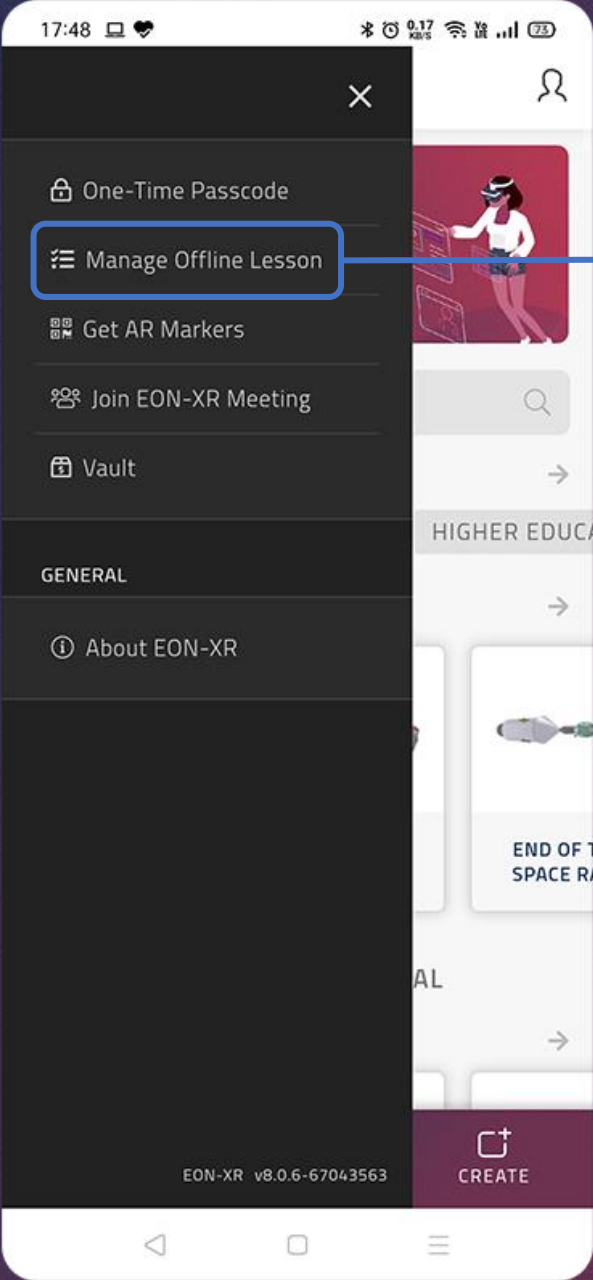 17:48 0.17 KB/S Vo LTE 73
One-Time Passcode
Manage Offline Lesson
Get AR Markers
Join EON-XR Meeting
Vault
HIGHER EDUCA
GENERAL
About EON-XR
END OF T
SPACE RA
AL
EON-XR v8.0.6-67043563
CREATE